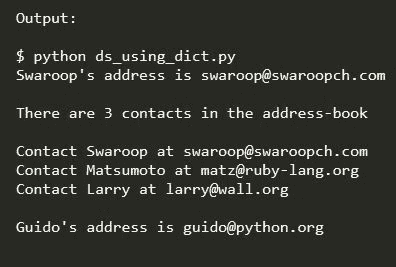 Output:
$ python ds_using_dict.py
Swaroop's address is swaroop@swaroopch.com
There are 3 contacts in the address-book
Contact Swaroop at swaroop@swaroopch.com
Contact Matsumoto at matz@ruby-lang.org
Contact Larry at larry@wall.org
Guido's address is guido@python.org